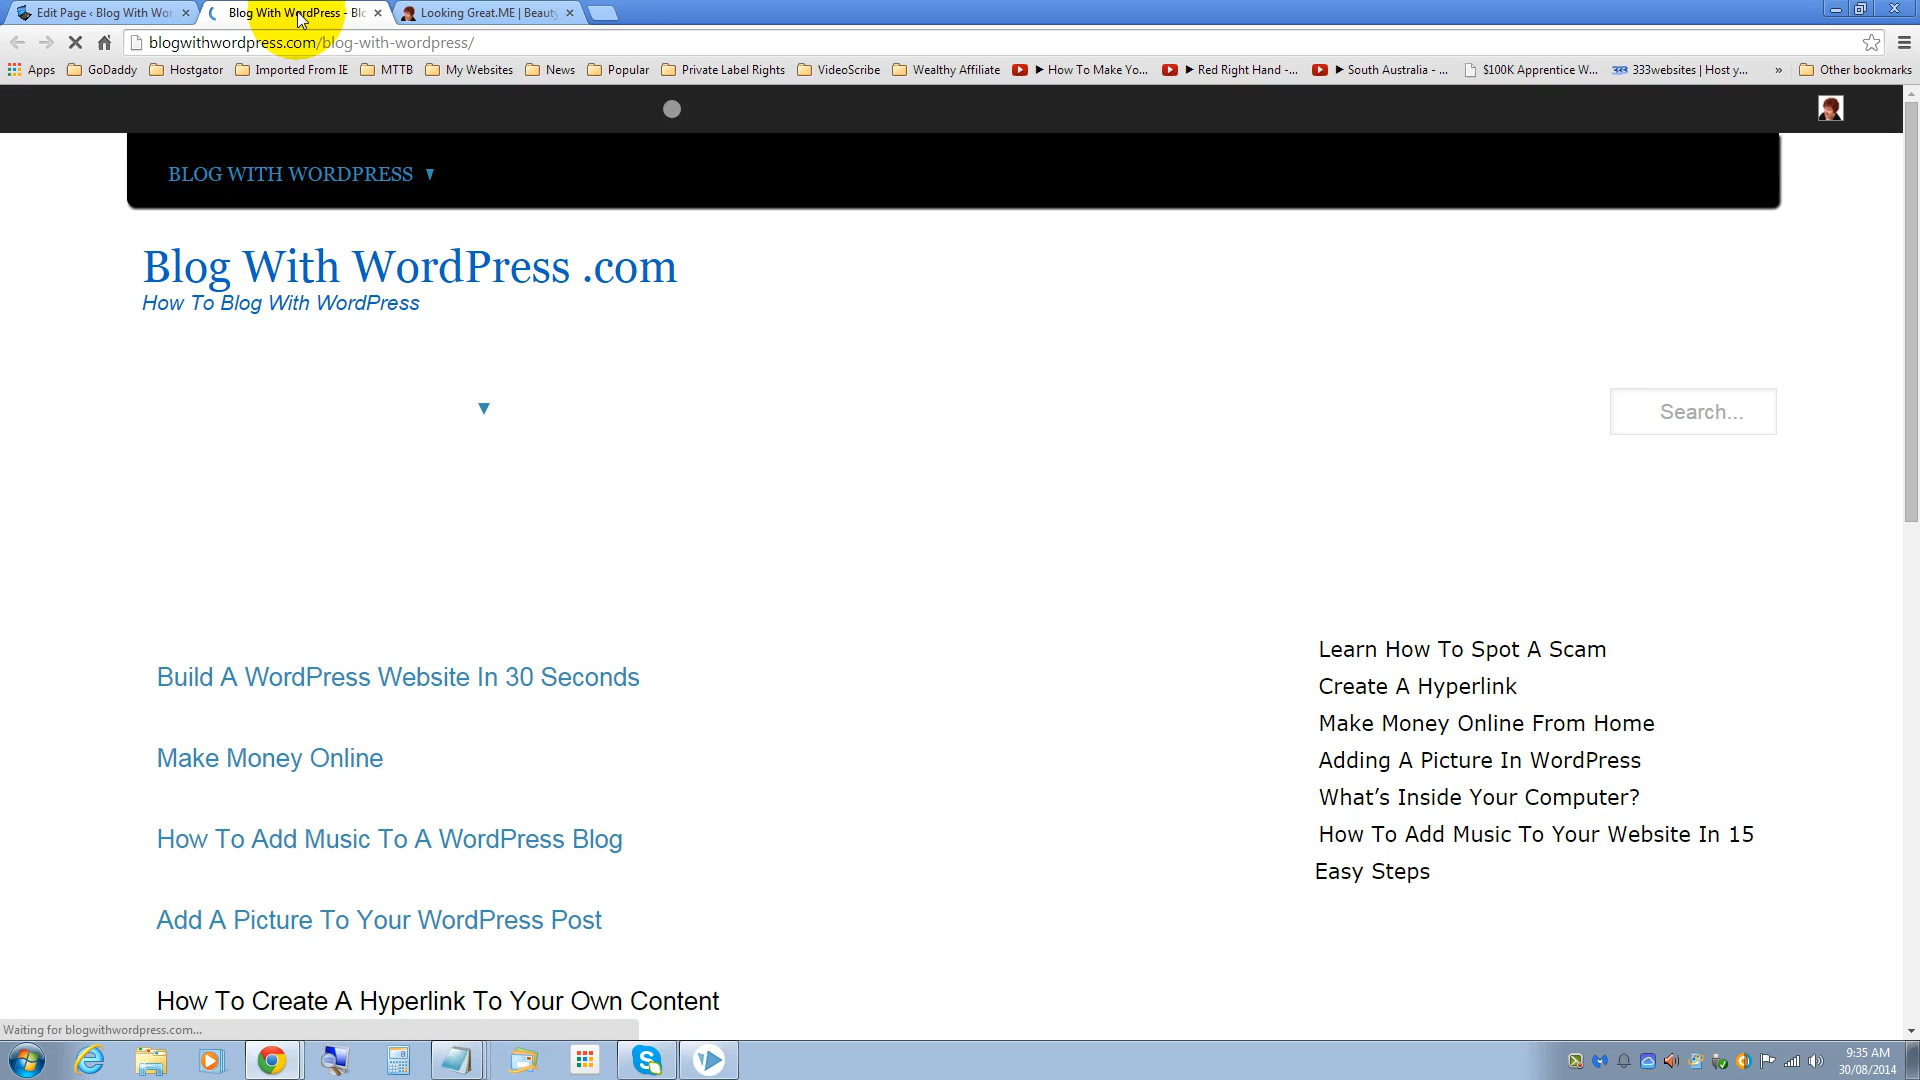 Edit Page ‹ Blog With Wor
Blog With WordPress - Blo
Looking Great.ME | Beauty
blogwithwordpress.com/blog-with-wordpress/
Apps GoDaddy Hostgator Imported From IE MTTB My Websites News Popular Private Label Rights VideoScribe Wealthy Affiliate ▶ How To Make Yo... ▶ Red Right Hand -... ▶ South Australia - ... $100K Apprentice W... 333websites | Host y... » Other bookmarks
BLOG WITH WORDPRESS ▼
Blog With WordPress .com
How To Blog With WordPress
▼
Search...
Build A WordPress Website In 30 Seconds
Make Money Online
How To Add Music To A WordPress Blog
Add A Picture To Your WordPress Post
How To Create A Hyperlink To Your Own Content
Learn How To Spot A Scam
Create A Hyperlink
Make Money Online From Home
Adding A Picture In WordPress
What’s Inside Your Computer?
How To Add Music To Your Website In 15
Easy Steps
Waiting for blogwithwordpress.com...
9:35 AM
30/08/2014